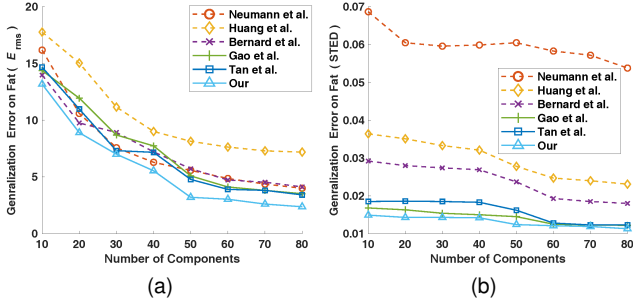 Genralization Error on Fat ( E rms )
20
15
10
5
0
10 20 30 40 50 60 70 80
Number of Components
Neumann et al.
Huang et al.
Bernard et al.
Gao et al.
Tan et al.
Our
(a)
Genralization Error on Fat (STED)
0.07
0.06
0.05
0.04
0.03
0.02
0.01
10 20 30 40 50 60 70 80
Number of Components
Neumann et al.
Huang et al.
Bernard et al.
Gao et al.
Tan et al.
Our
(b)